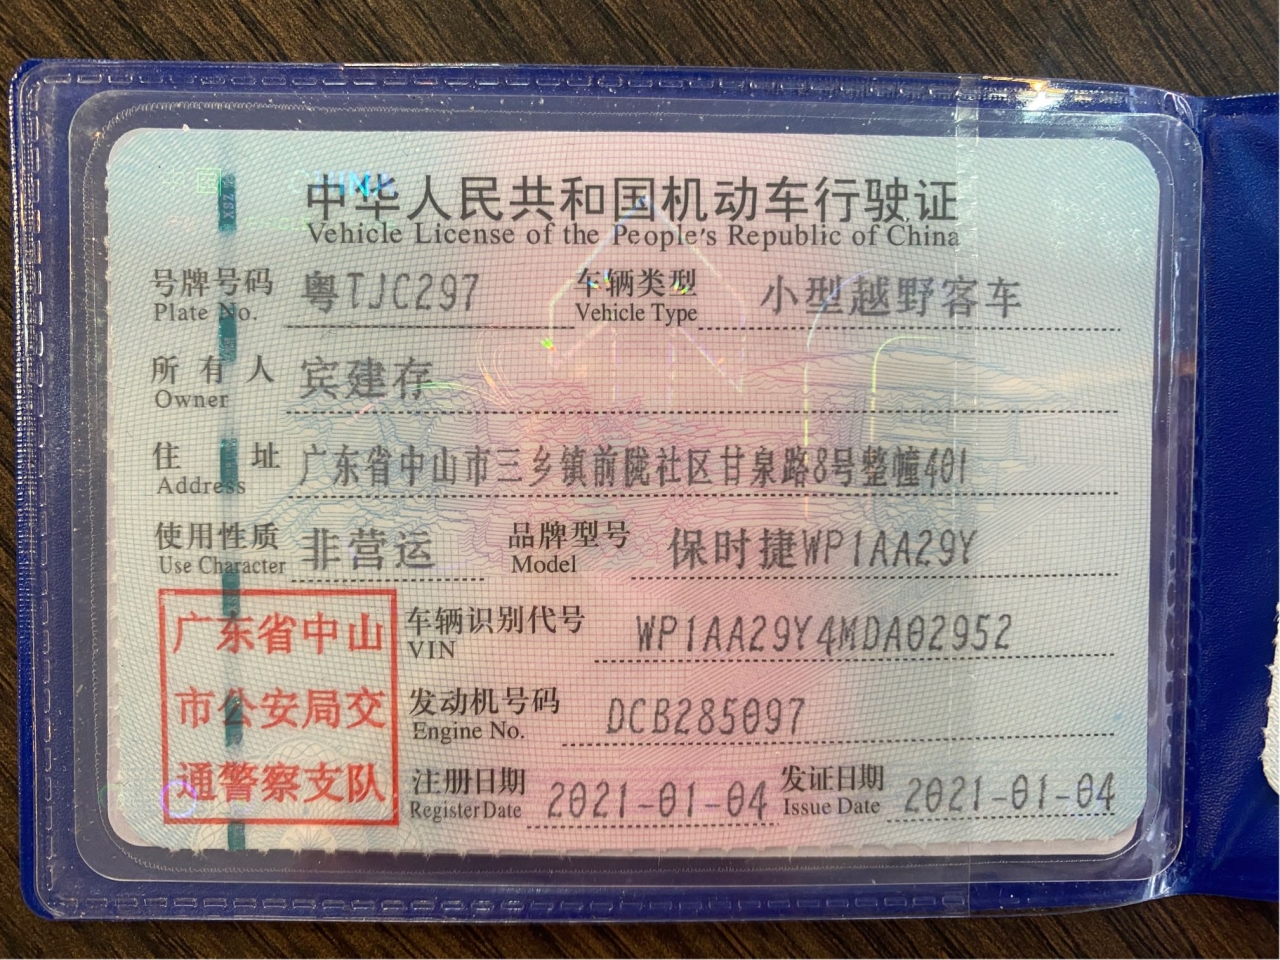 中国 CHINA
XSZ
中华人民共和国机动车行驶证
Vehicle License of the People's Republic of China
号牌号码 粤TJC297 车辆类型 小型越野客车
Plate No. Vehicle Type
所有人 宾建存
Owner
住址 广东省中山市三乡镇前陇社区甘泉路8号整幢401
Address
使用性质 非营运 品牌型号 保时捷WP1AA29Y
Use Character Model
广东省中山 车辆识别代号 WP1AA29Y4MDA02952
VIN
市公安局交 发动机号码 DCB285097
Engine No.
通警察支队 注册日期 2021-01-04 发证日期 2021-01-04
Register Date Issue Date